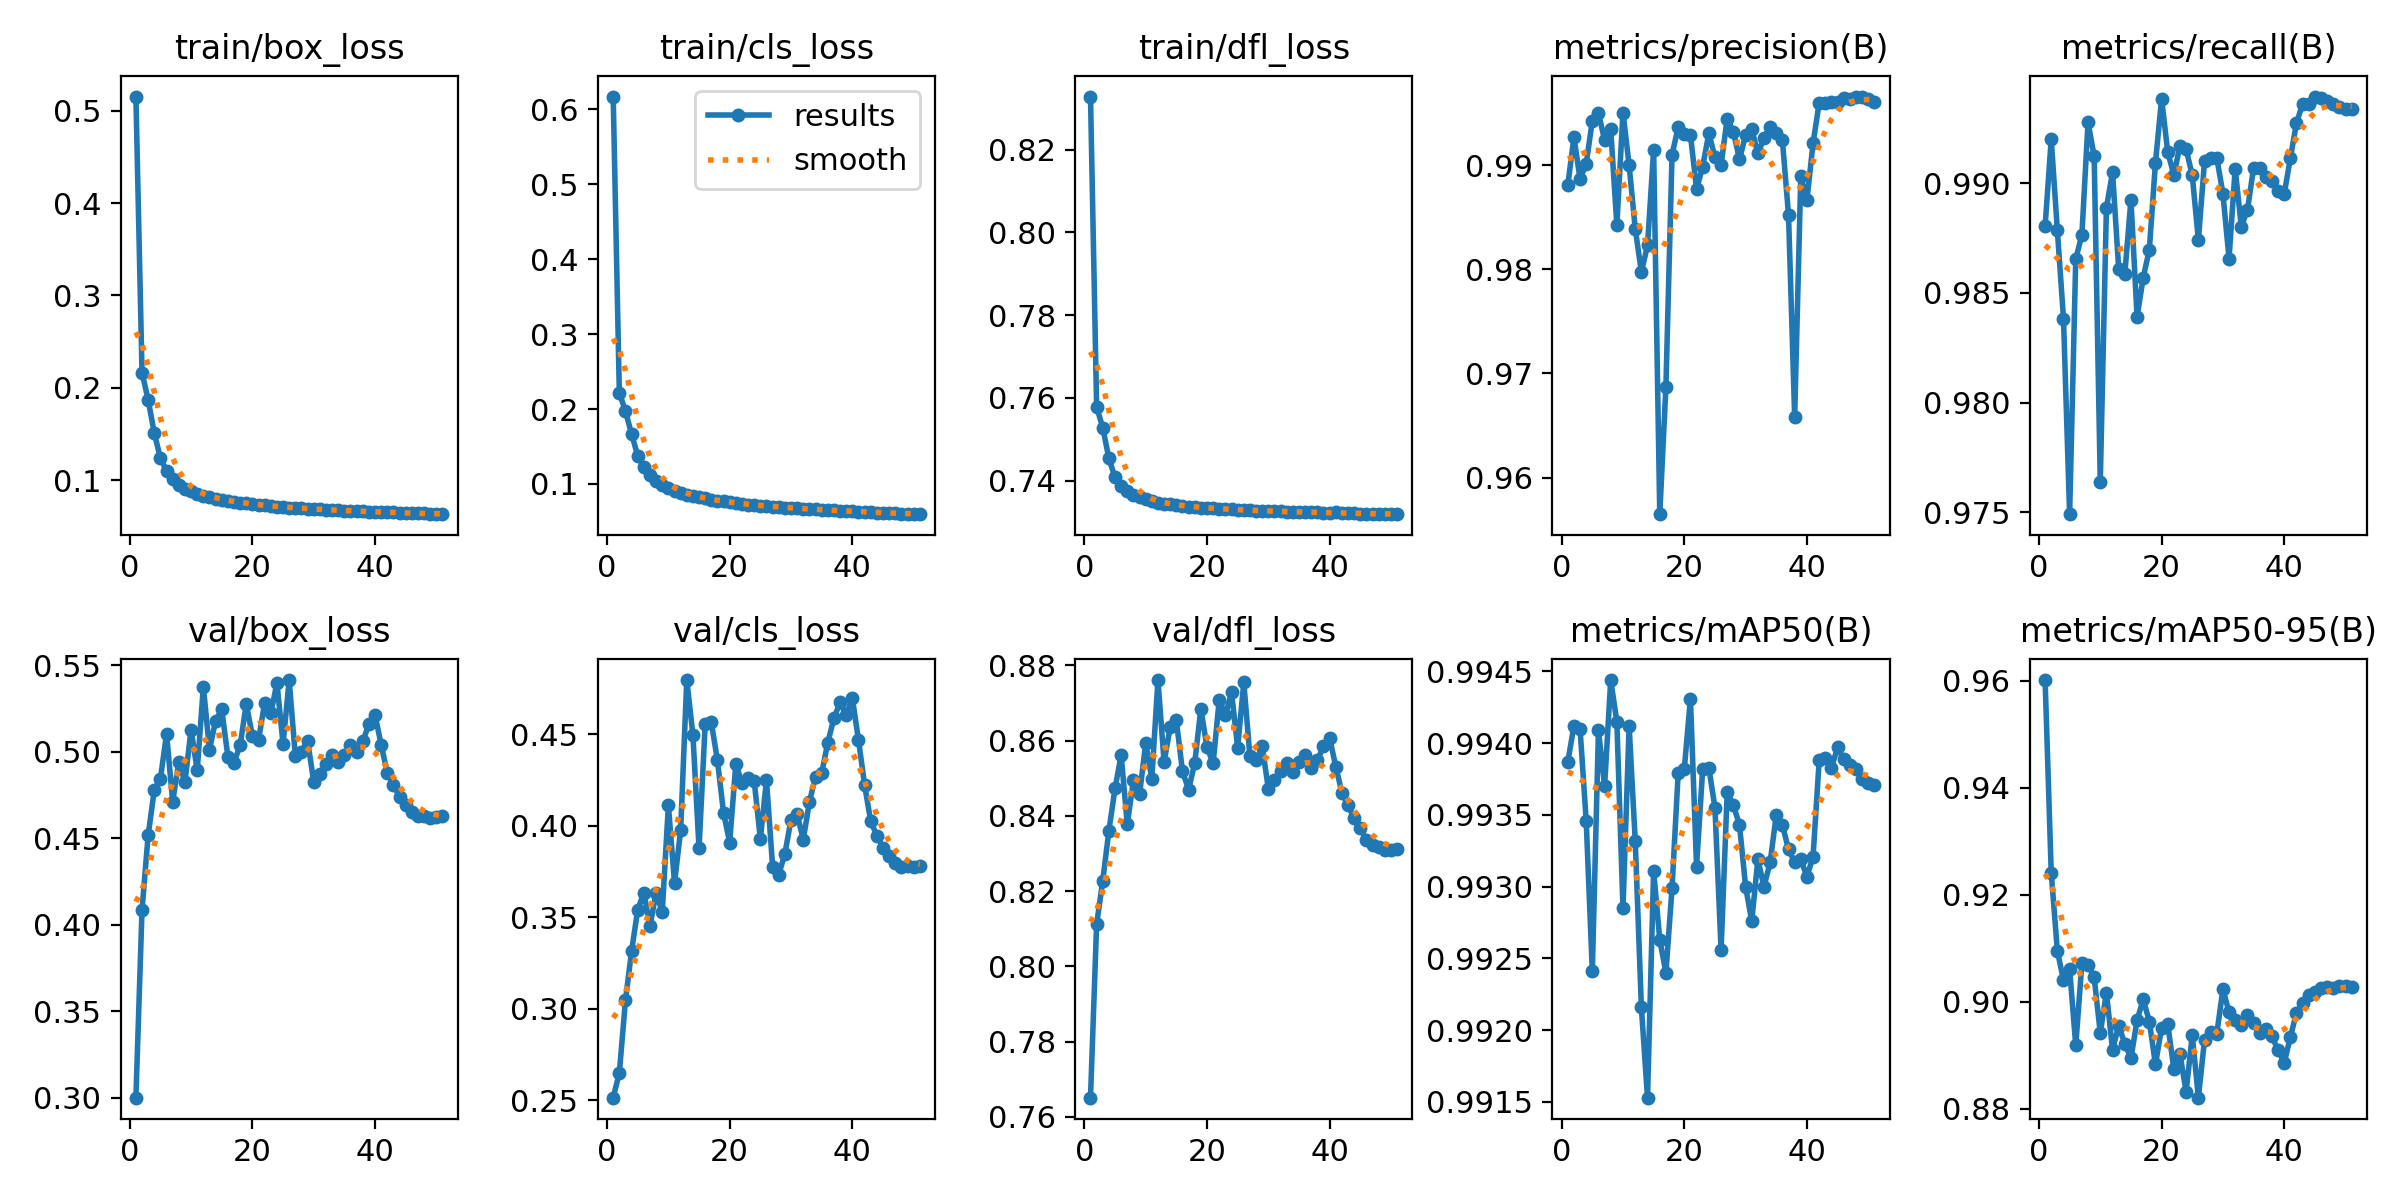 train/box_loss
0.5
0.4
0.3
0.2
0.1
0 20 40
train/cls_loss
results
smooth
0.6
0.5
0.4
0.3
0.2
0.1
0 20 40
train/dfl_loss
0.82
0.80
0.78
0.76
0.74
0 20 40
metrics/precision(B)
0.99
0.98
0.97
0.96
0 20 40
metrics/recall(B)
0.990
0.985
0.980
0.975
0 20 40
val/box_loss
0.55
0.50
0.45
0.40
0.35
0.30
0 20 40
val/cls_loss
0.45
0.40
0.35
0.30
0.25
0 20 40
val/dfl_loss
0.88
0.86
0.84
0.82
0.80
0.78
0.76
0 20 40
metrics/mAP50(B)
0.9945
0.9940
0.9935
0.9930
0.9925
0.9920
0.9915
0 20 40
metrics/mAP50-95(B)
0.96
0.94
0.92
0.90
0.88
0 20 40